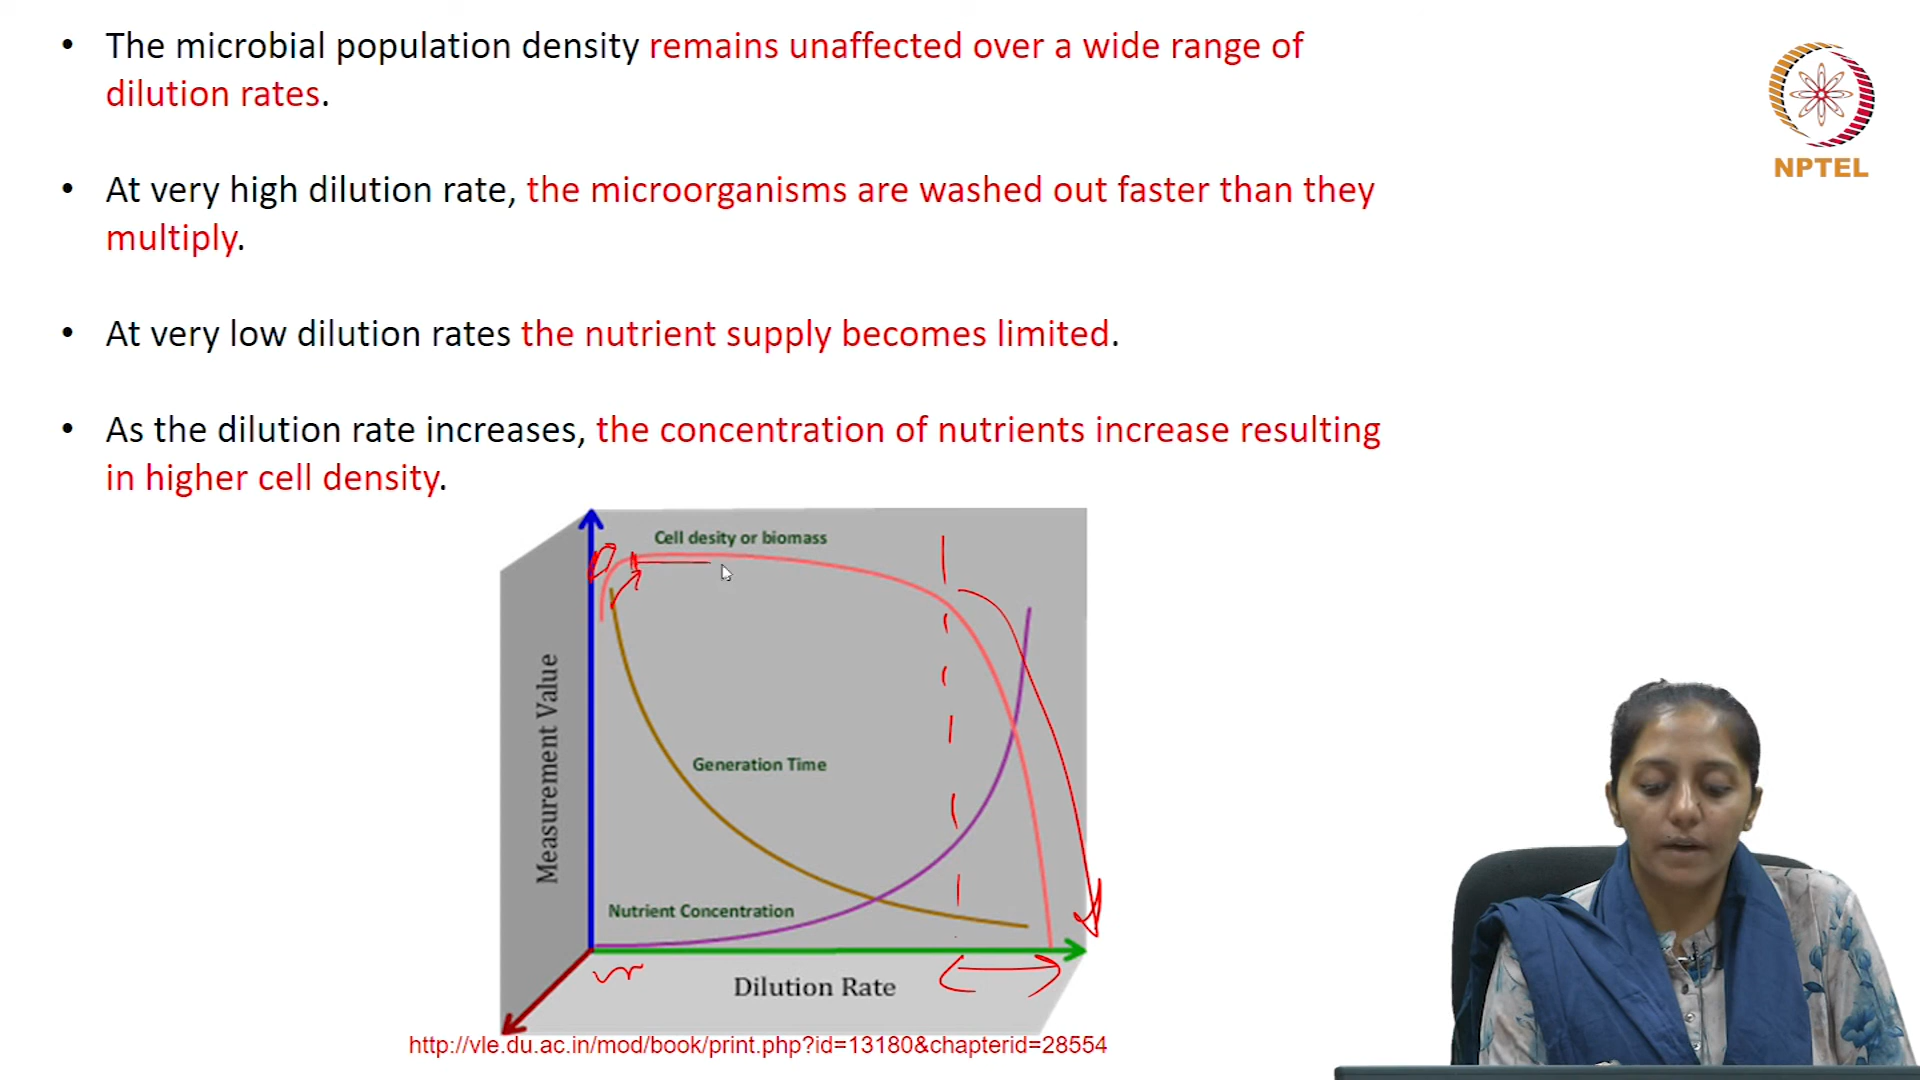 • The microbial population density remains unaffected over a wide range of
dilution rates.
• At very high dilution rate, the microorganisms are washed out faster than they
multiply.
• At very low dilution rates the nutrient supply becomes limited.
• As the dilution rate increases, the concentration of nutrients increase resulting
in higher cell density.
NPTEL
Cell desity or biomass
Measurement Value
Generation Time
Nutrient Concentration
Dilution Rate
http://vle.du.ac.in/mod/book/print.php?id=13180&chapterid=28554